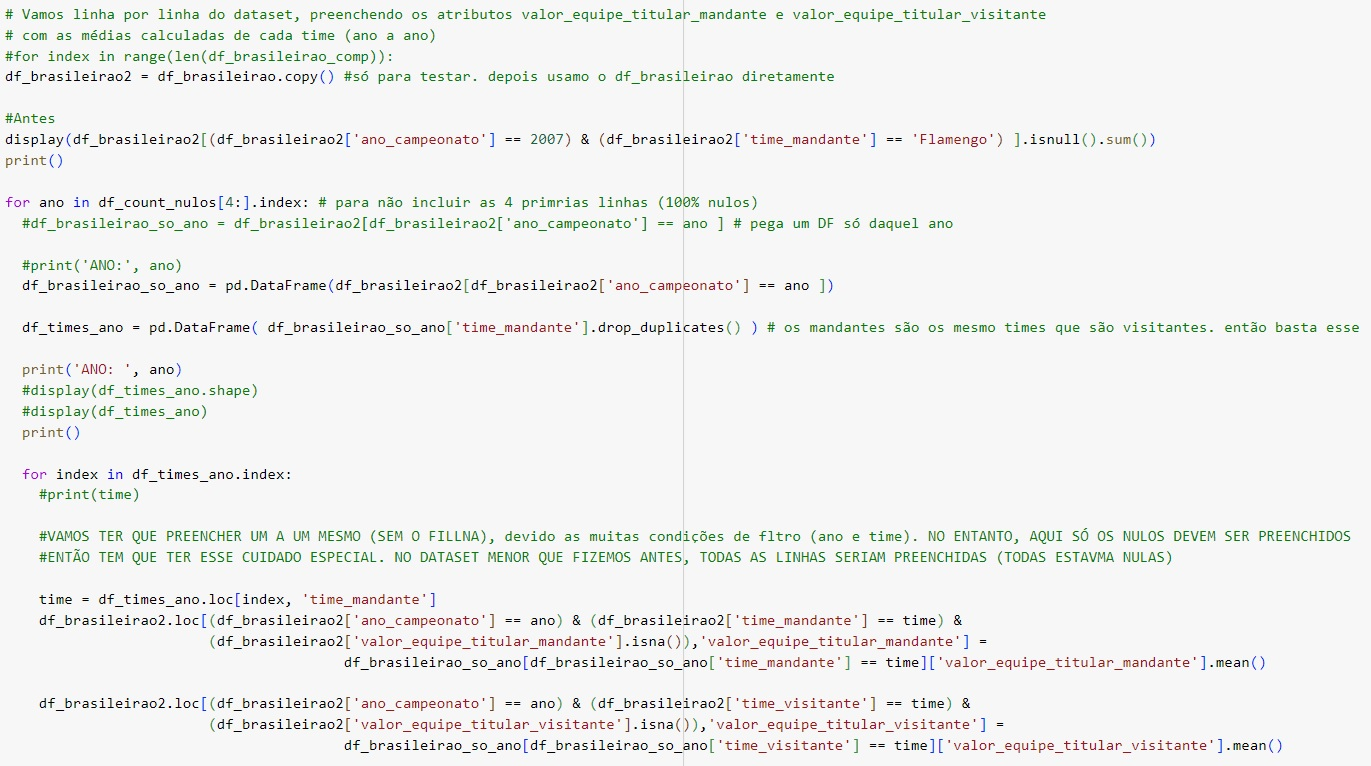 # Vamos linha por linha do dataset, preenchendo os atributos valor_equipe_titular_mandante e valor_equipe_titular_visitante
# com as médias calculadas de cada time (ano a ano)
#for index in range(len(df_brasileirao_comp)):
df_brasileirao2 = df_brasileirao.copy() #só para testar. depois usamo o df_brasileirao diretamente
#Antes
display(df_brasileirao2[(df_brasileirao2['ano_campeonato'] == 2007) & (df_brasileirao2['time_mandante'] == 'Flamengo') ].isnull().sum())
print()
for ano in df_count_nulos[4:].index: # para não incluir as 4 primrias linhas (100% nulos)
#df_brasileirao_so_ano = df_brasileirao2[df_brasileirao2['ano_campeonato'] == ano ] # pega um DF só daquel ano
#print('ANO:', ano)
df_brasileirao_so_ano = pd.DataFrame(df_brasileirao2[df_brasileirao2['ano_campeonato'] == ano ])
df_times_ano = pd.DataFrame( df_brasileirao_so_ano['time_mandante'].drop_duplicates() ) # os mandantes são os mesmo times que são visitantes. então basta esse
print('ANO: ', ano)
#display(df_times_ano.shape)
#display(df_times_ano)
print()
for index in df_times_ano.index:
#print(time)
#VAMOS TER QUE PREENCHER UM A UM MESMO (SEM O FILLNA), devido as muitas condições de fltro (ano e time). NO ENTANTO, AQUI SÓ OS NULOS DEVEM SER PREENCHIDOS
#ENTÃO TEM QUE TER ESSE CUIDADO ESPECIAL. NO DATASET MENOR QUE FIZEMOS ANTES, TODAS AS LINHAS SERIAM PREENCHIDAS (TODAS ESTAVMA NULAS)
time = df_times_ano.loc[index, 'time_mandante']
df_brasileirao2.loc[(df_brasileirao2['ano_campeonato'] == ano) & (df_brasileirao2['time_mandante'] == time) &
(df_brasileirao2['valor_equipe_titular_mandante'].isna()),'valor_equipe_titular_mandante'] =
df_brasileirao_so_ano[df_brasileirao_so_ano['time_mandante'] == time]['valor_equipe_titular_mandante'].mean()
df_brasileirao2.loc[(df_brasileirao2['ano_campeonato'] == ano) & (df_brasileirao2['time_visitante'] == time) &
(df_brasileirao2['valor_equipe_titular_visitante'].isna()),'valor_equipe_titular_visitante'] =
df_brasileirao_so_ano[df_brasileirao_so_ano['time_visitante'] == time]['valor_equipe_titular_visitante'].mean()